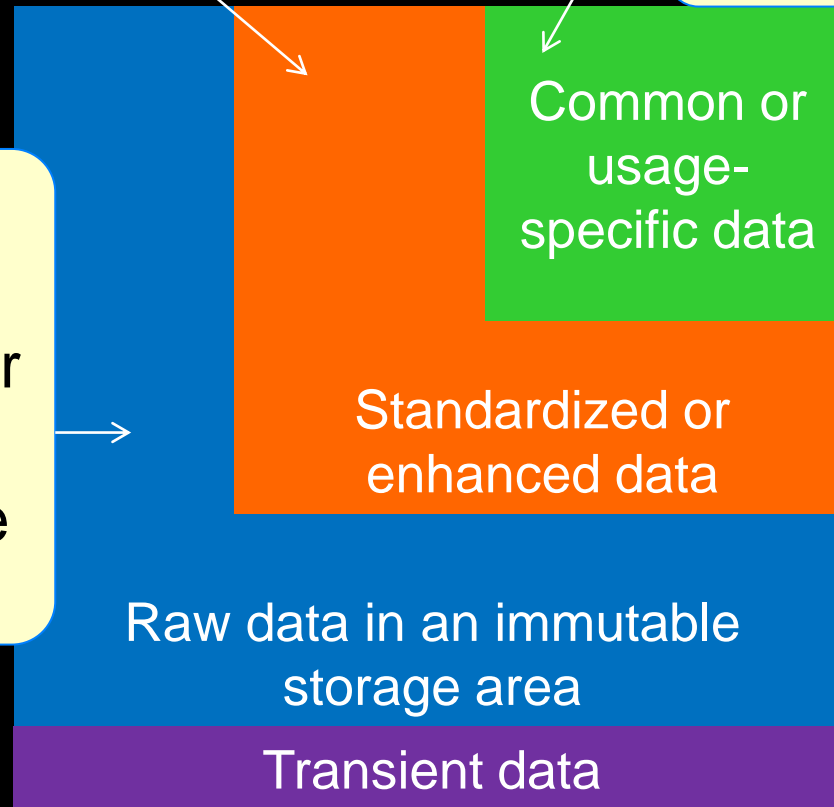 Common or
usage-
specific data
Standardized or
enhanced data
Raw data in an immutable
storage area
Transient data